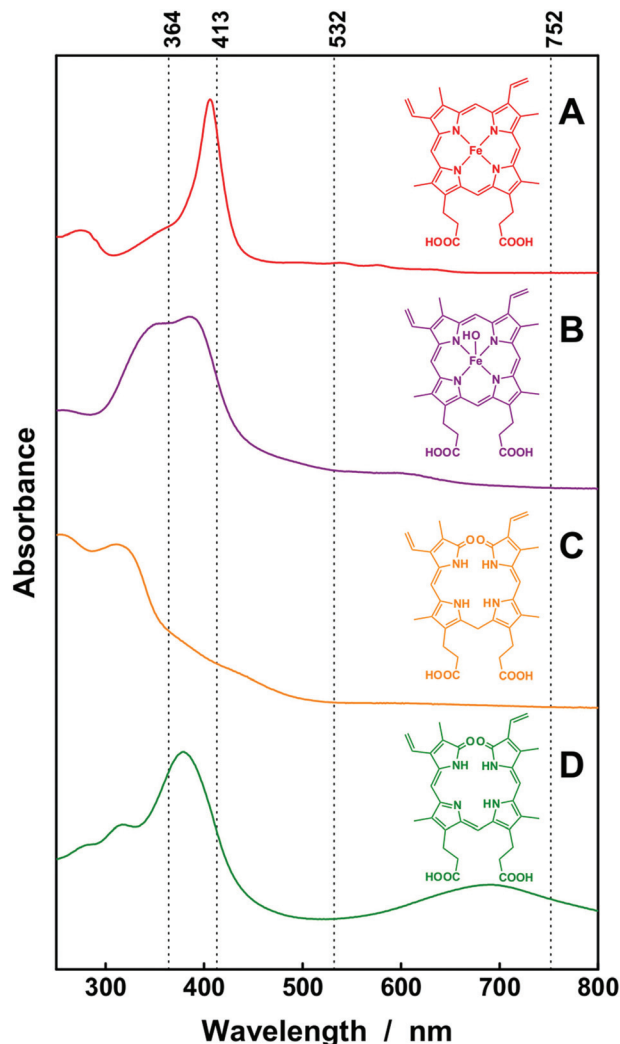 364 413 532 752
A
N N
Fe
N N
HOOC COOH
B
HO
N N
Fe
N N
HOOC COOH
C
O O
NH HN
NH HN
HOOC COOH
D
O O
NH HN
N HN
HOOC COOH
Absorbance
300 400 500 600 700 800
Wavelength / nm